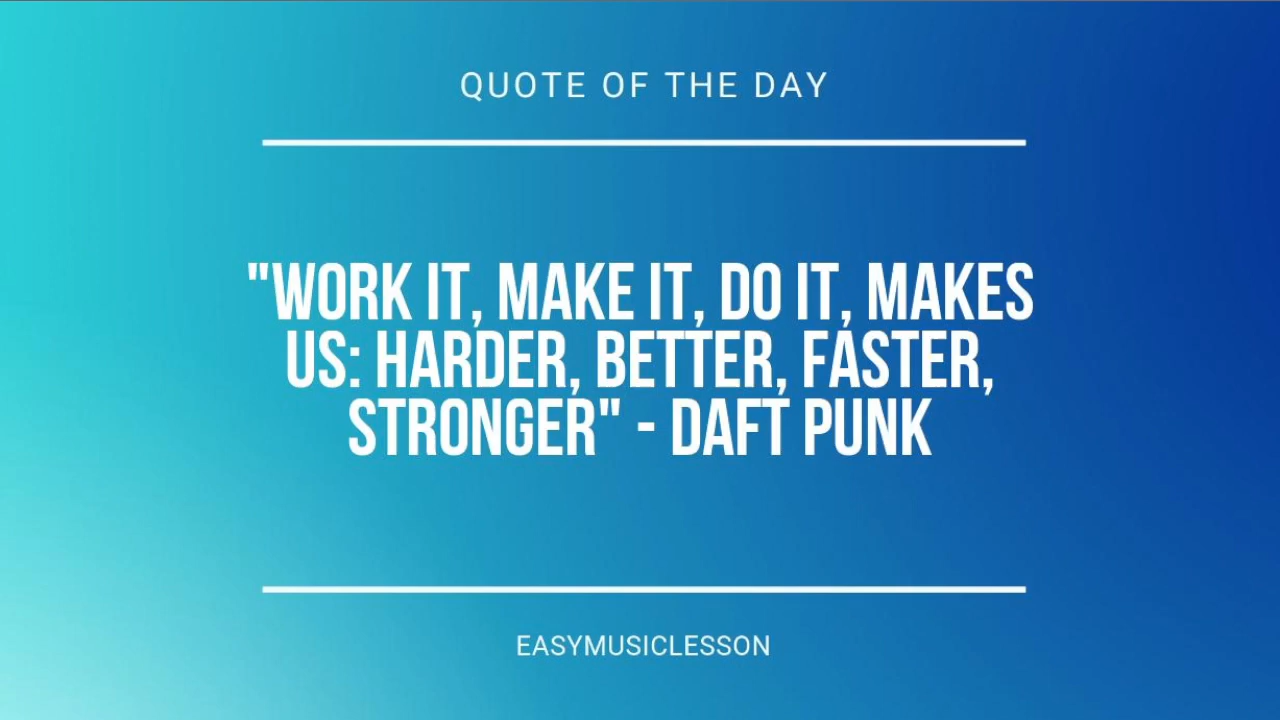 QUOTE OF THE DAY
"WORK IT, MAKE IT, DO IT, MAKES
US: HARDER, BETTER, FASTER,
STRONGER" - DAFT PUNK
EASYMUSICLESSON